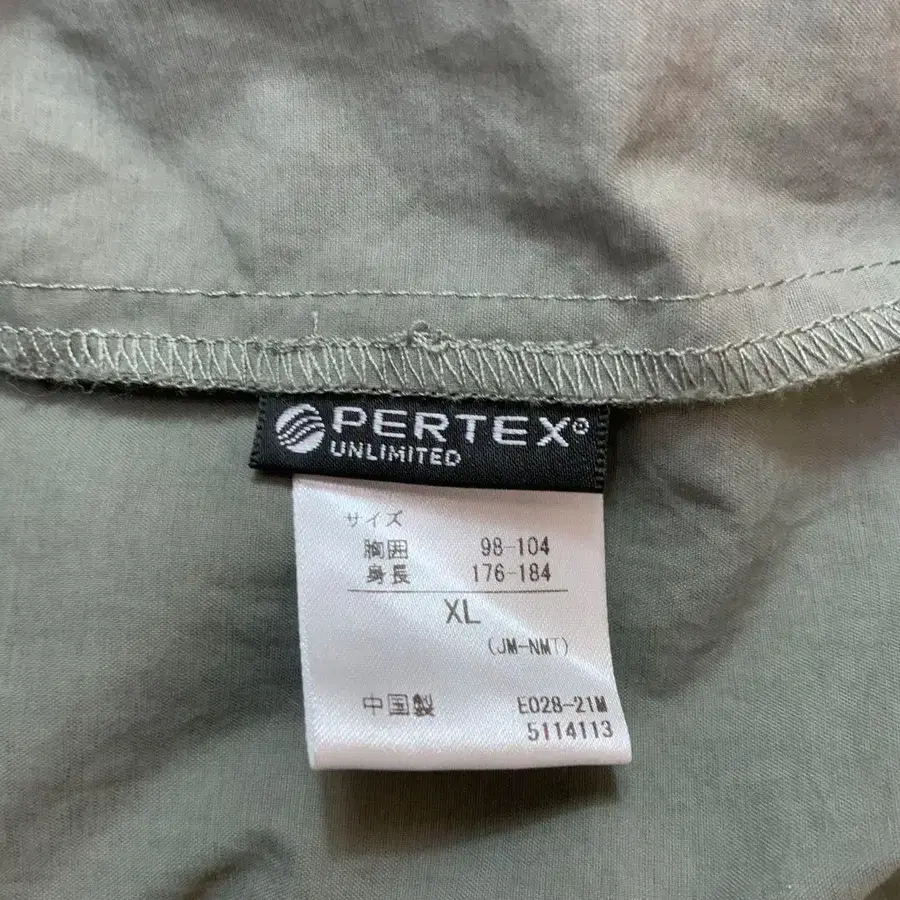 PERTEX®
UNLIMITED
サイズ
胸囲 98-104
身長 176-184
XL
(JM-NMT)
中国製 E028-21M
5114113